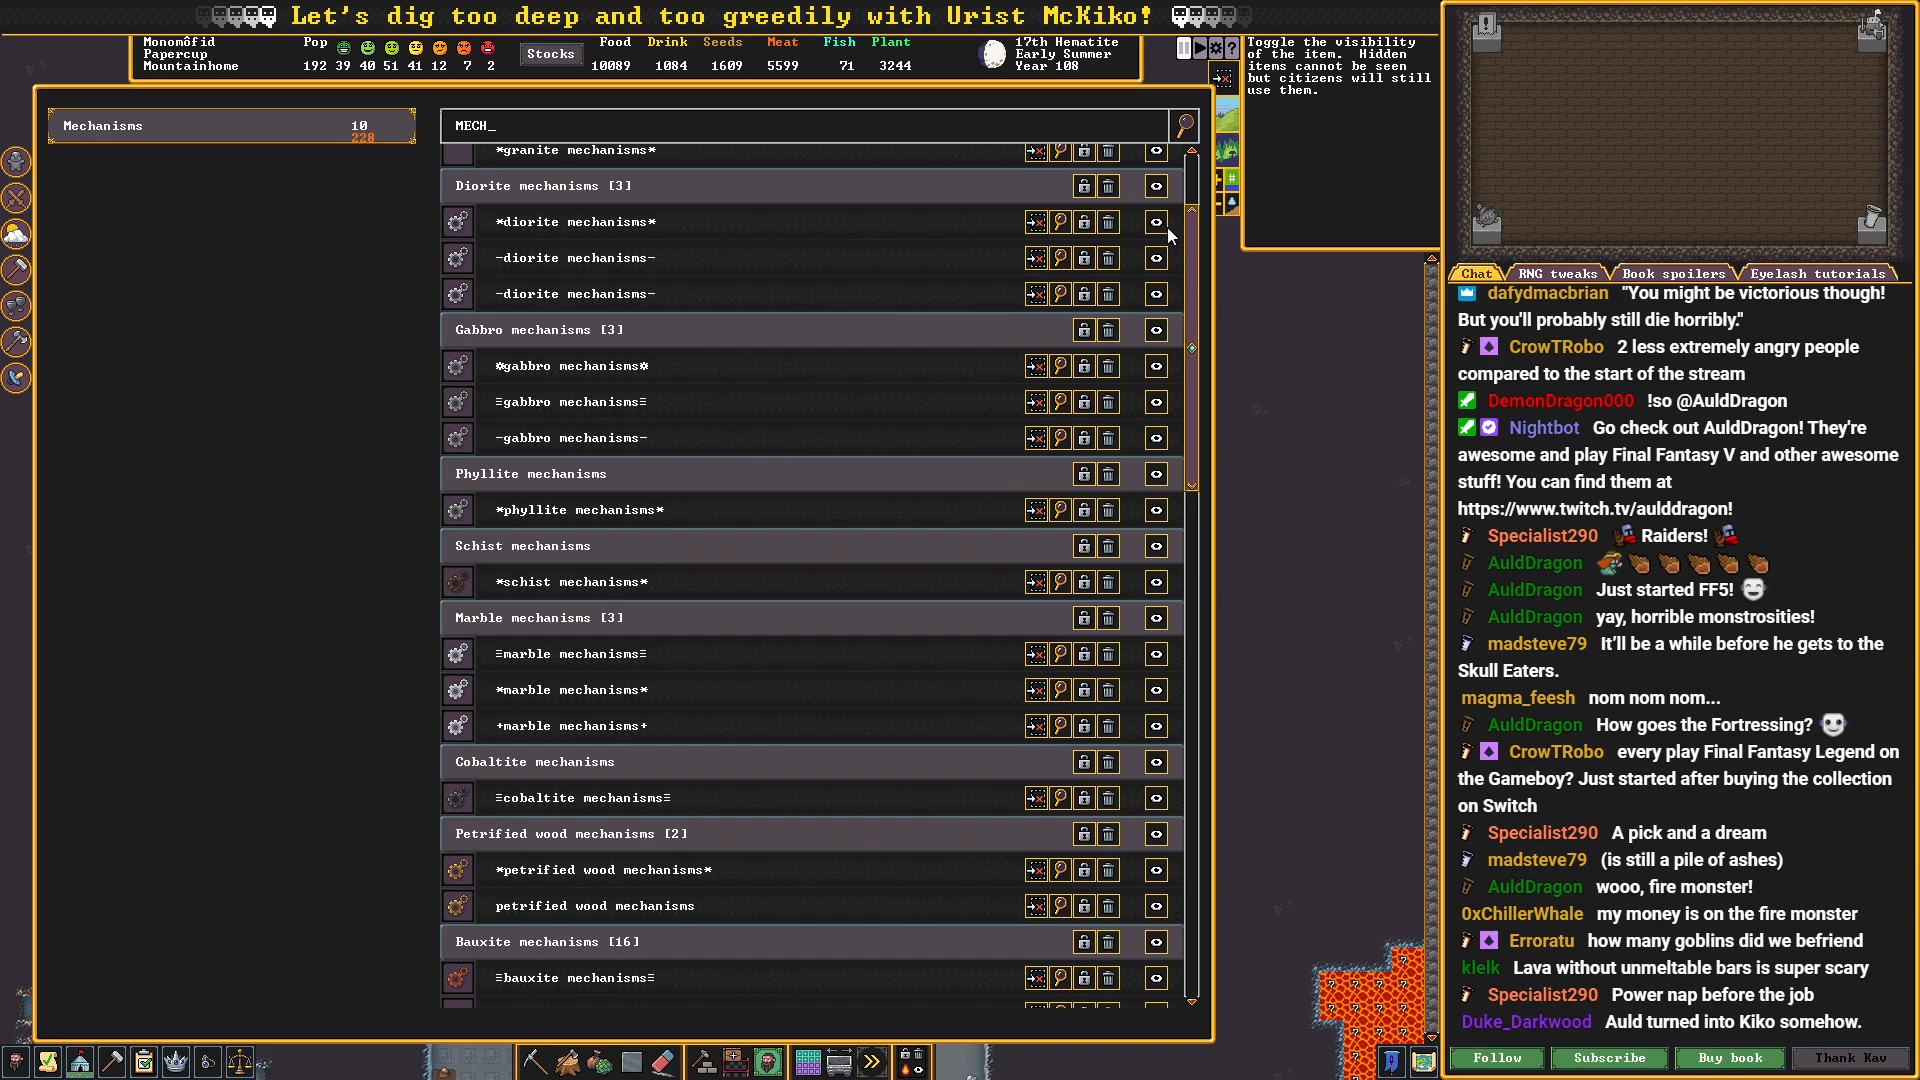 Let's dig too deep and too greedily with Urist McKiko!
Monomôfid
Papercup
Mountainhome
Pop
192 39 40 51 41 12 7 2
Stocks
Food Drink Seeds Meat Fish Plant
10089 1084 1609 5599 71 3244
17th Hematite
Early Summer
Year 108
Toggle the visibility
of the item. Hidden
items cannot be seen
but citizens will still
use them.
Mechanisms 10
228
MECH_
*granite mechanisms*
Diorite mechanisms [3]
*diorite mechanisms*
-diorite mechanisms-
-diorite mechanisms-
Gabbro mechanisms [3]
☼gabbro mechanisms☼
≡gabbro mechanisms≡
-gabbro mechanisms-
Phyllite mechanisms
*phyllite mechanisms*
Schist mechanisms
*schist mechanisms*
Marble mechanisms [3]
≡marble mechanisms≡
*marble mechanisms*
+marble mechanisms+
Cobaltite mechanisms
≡cobaltite mechanisms≡
Petrified wood mechanisms [2]
*petrified wood mechanisms*
petrified wood mechanisms
Bauxite mechanisms [16]
≡bauxite mechanisms≡
Chat RNG tweaks Book spoilers Eyelash tutorials
dafydmacbrian "You might be victorious though!
But you'll probably still die horribly."
CrowTRobo 2 less extremely angry people
compared to the start of the stream
DemonDragon000 !so @AuldDragon
Nightbot Go check out AuldDragon! They're
awesome and play Final Fantasy V and other awesome
stuff! You can find them at
https://www.twitch.tv/aulddragon!
Specialist290 Raiders!
AuldDragon
AuldDragon Just started FF5!
AuldDragon yay, horrible monstrosities!
madsteve79 It'll be a while before he gets to the
Skull Eaters.
magma_feesh nom nom nom...
AuldDragon How goes the Fortressing?
CrowTRobo every play Final Fantasy Legend on
the Gameboy? Just started after buying the collection
on Switch
Specialist290 A pick and a dream
madsteve79 (is still a pile of ashes)
AuldDragon wooo, fire monster!
0xChillerWhale my money is on the fire monster
Erroratu how many goblins did we befriend
klelk Lava without unmeltable bars is super scary
Specialist290 Power nap before the job
Duke_Darkwood Auld turned into Kiko somehow.
Follow Subscribe Buy book Thank Kav